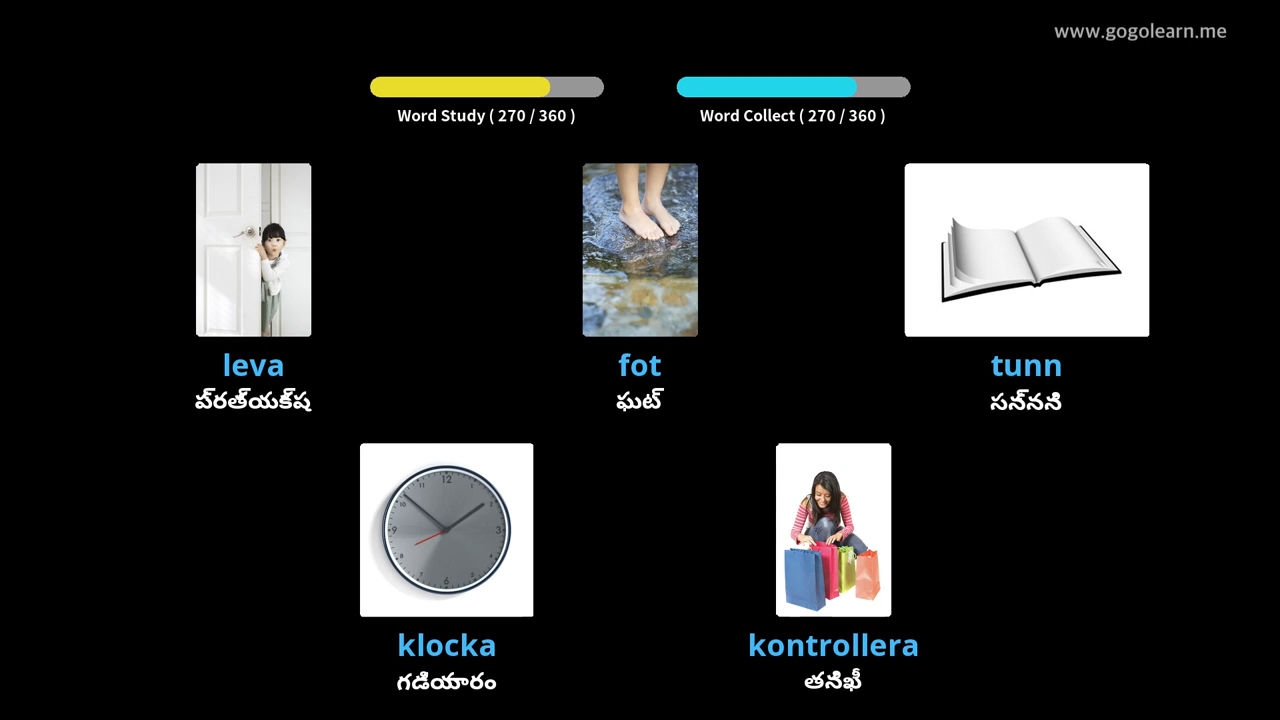 www.gogolearn.me
Word Study ( 270 / 360 )
Word Collect ( 270 / 360 )
leva
ప్రత్యక్ష
fot
ఘట్
tunn
సన్నని
klocka
గడియారం
kontrollera
తనిఖీ